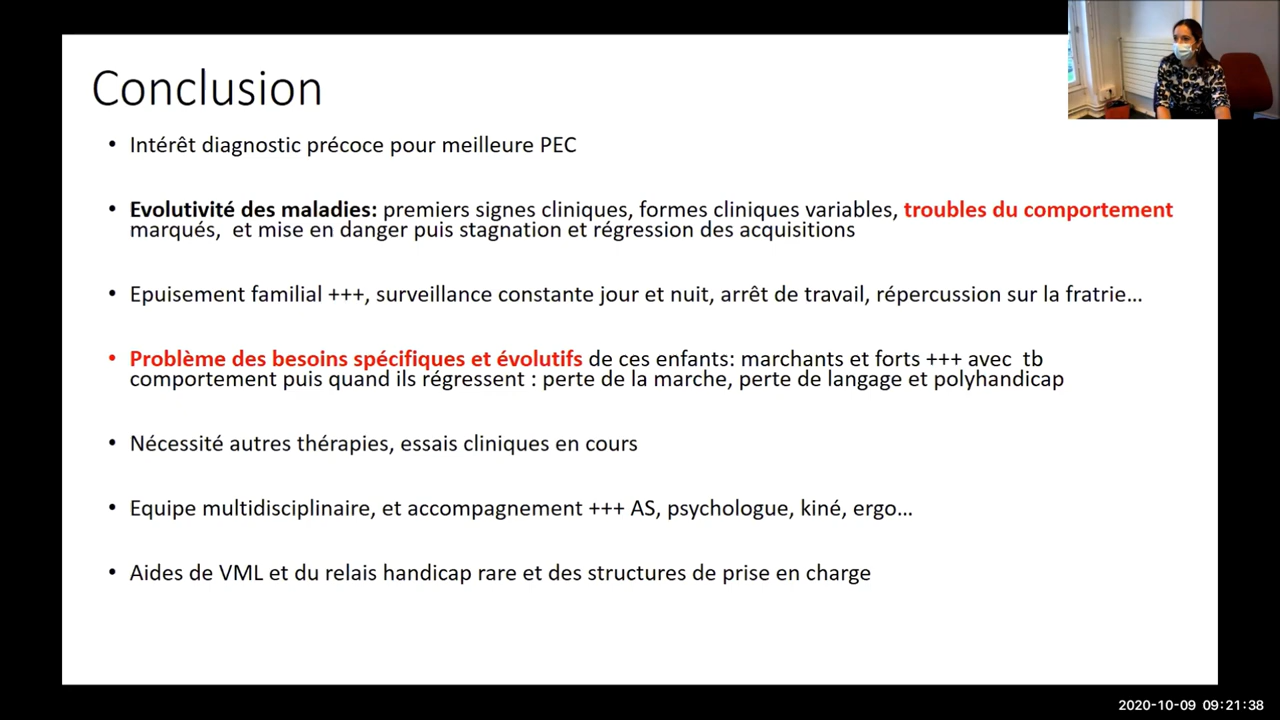 Conclusion
• Intérêt diagnostic précoce pour meilleure PEC
• Evolutivité des maladies: premiers signes cliniques, formes cliniques variables, troubles du comportement
marqués, et mise en danger puis stagnation et régression des acquisitions
• Epuisement familial +++, surveillance constante jour et nuit, arrêt de travail, répercussion sur la fratrie...
• Problème des besoins spécifiques et évolutifs de ces enfants: marchants et forts +++ avec tb
comportement puis quand ils régressent : perte de la marche, perte de langage et polyhandicap
• Nécessité autres thérapies, essais cliniques en cours
• Equipe multidisciplinaire, et accompagnement +++ AS, psychologue, kiné, ergo...
• Aides de VML et du relais handicap rare et des structures de prise en charge
2020-10-09 09:21:38